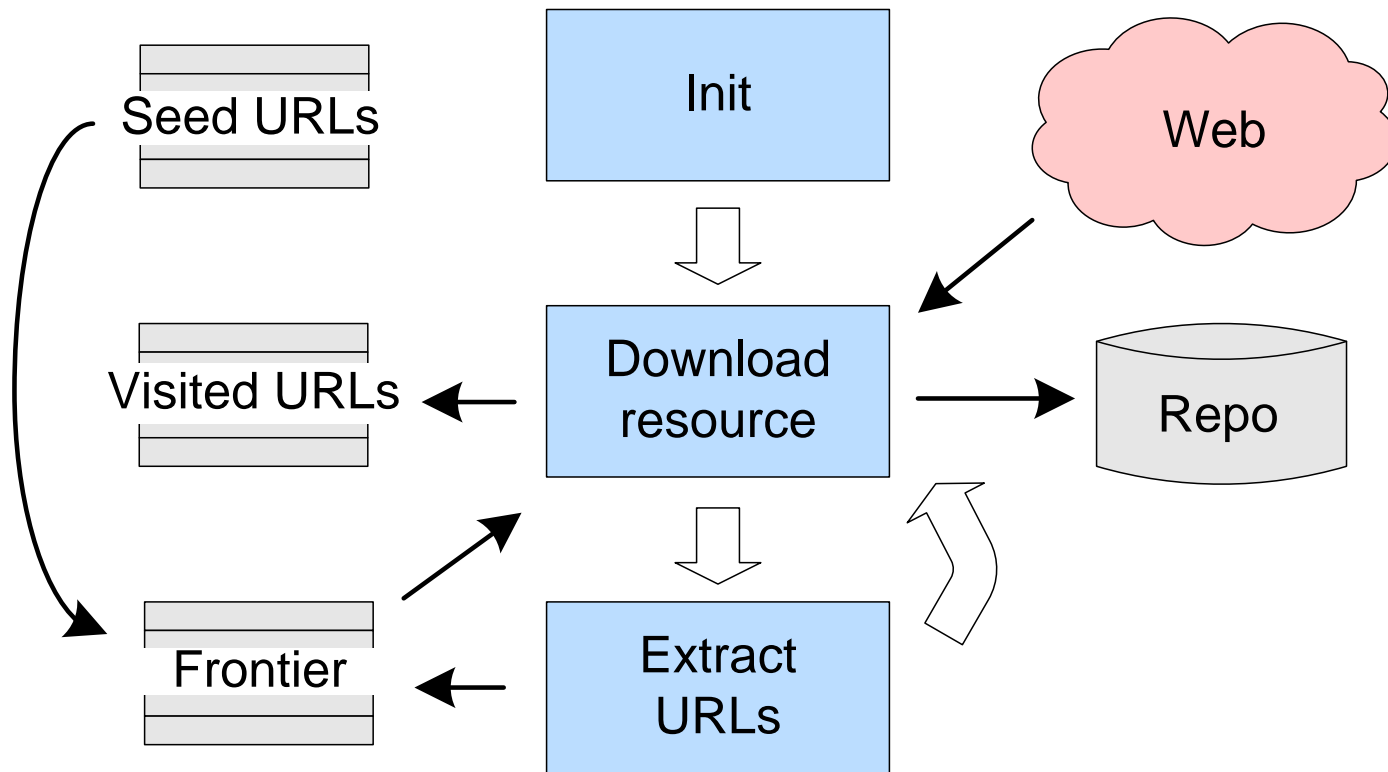 Seed URLs
Init
Web
Visited URLs
Download
resource
Repo
Frontier
Extract
URLs